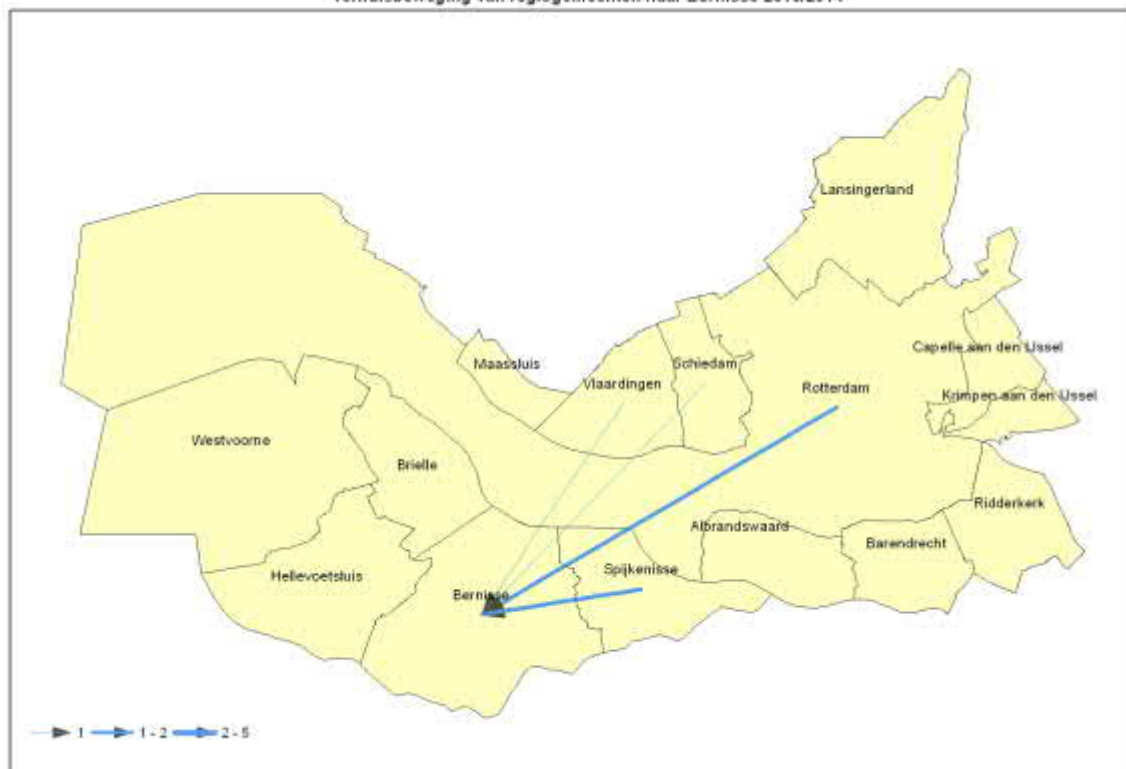 Lansingerland
Maassluis
Vlaardingen
Schiedam
Capelle aan den IJssel
Rotterdam
Krimpen aan den IJssel
Westvoorne
Brielle
Ridderkerk
Albrandswaard
Barendrecht
Hellevoetsluis
Spijkenisse
Bernisse
1 1 - 2 2 - 5